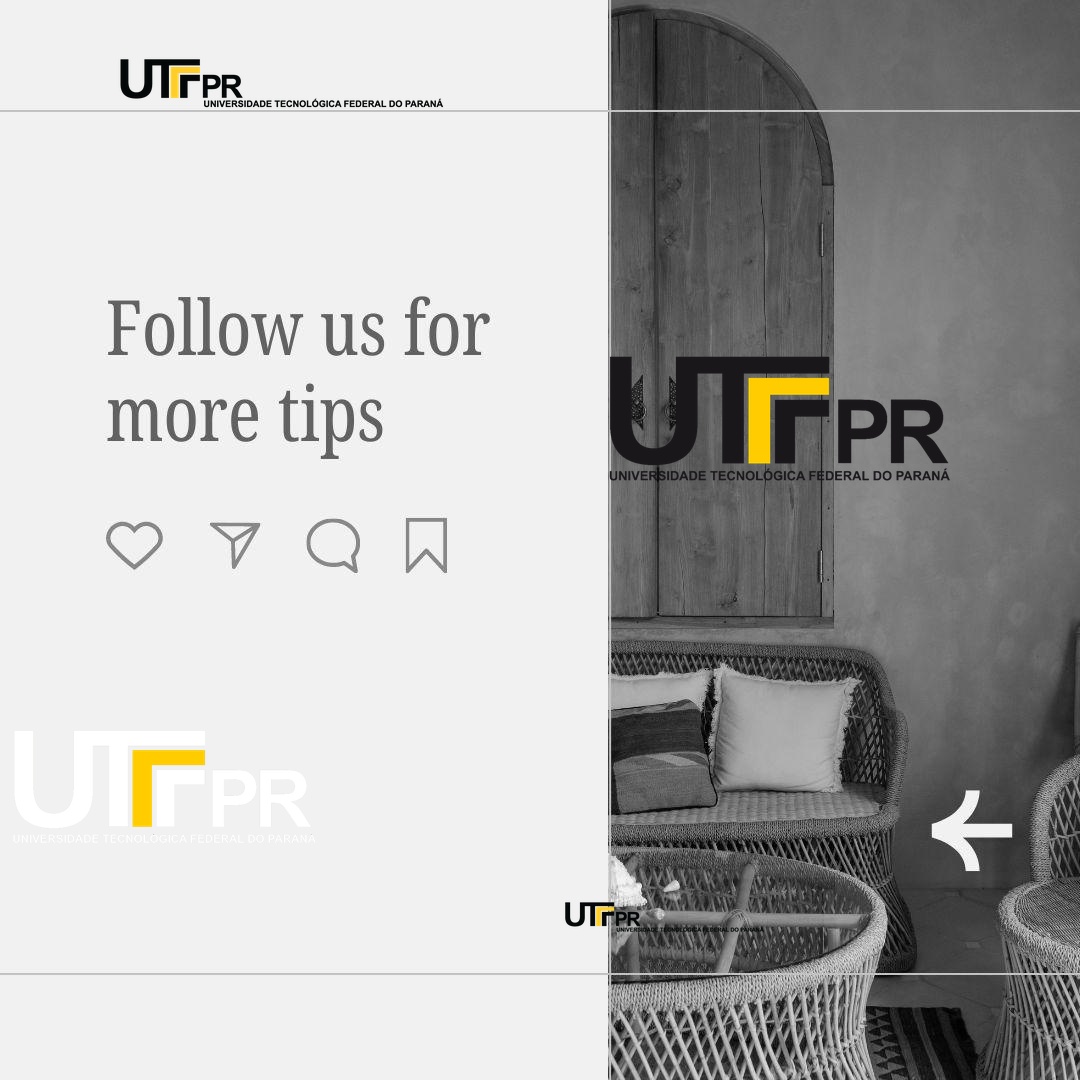 UTFPR
UNIVERSIDADE TECNOLÓGICA FEDERAL DO PARANÁ
Follow us for
more tips
UTFPR
UNIVERSIDADE TECNOLÓGICA FEDERAL DO PARANÁ
UTFPR
UNIVERSIDADE TECNOLÓGICA FEDERAL DO PARANÁ
UTFPR
UNIVERSIDADE TECNOLÓGICA FEDERAL DO PARANÁ